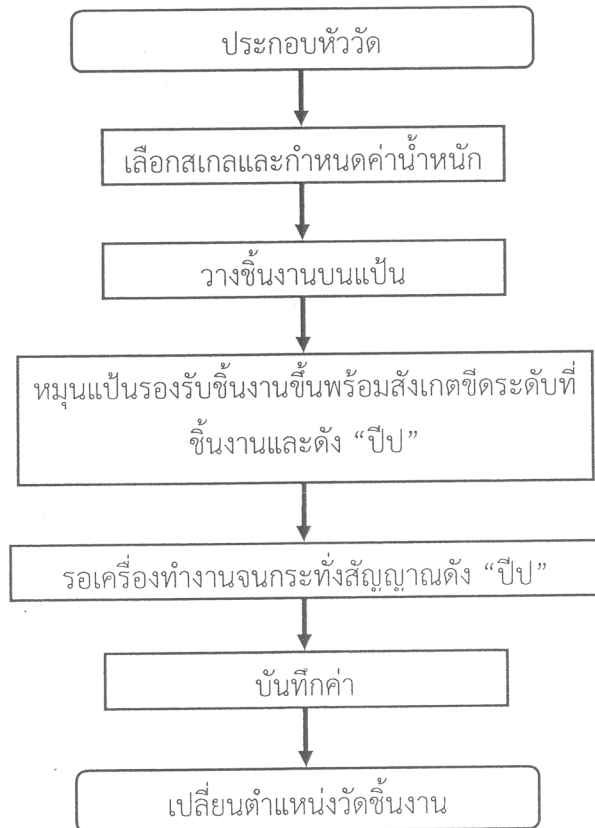 ประกอบหัววัด
เลือกสเกลและกำหนดค่าน้ำหนัก
วางชิ้นงานบนแป้น
หมุนแป้นรองรับชิ้นงานขึ้นพร้อมสังเกตขีดระดับที่
ชิ้นงานและดัง “ปีป”
รอเครื่องทำงานจนกระทั่งสัญญาณดัง “ปีป”
บันทึกค่า
เปลี่ยนตำแหน่งวัดชิ้นงาน